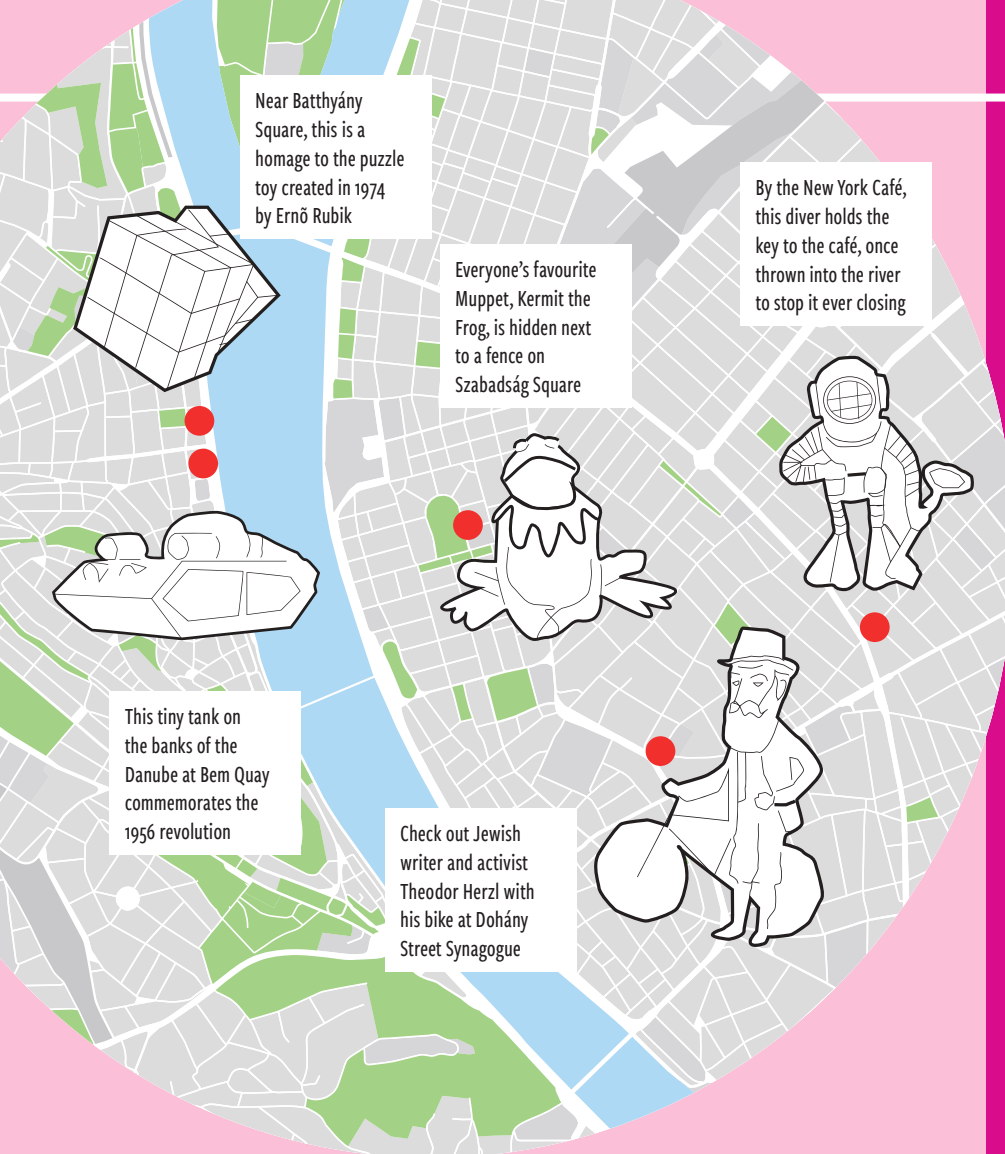 Near Batthyány
Square, this is a
homage to the puzzle
toy created in 1974
by Ernõ Rubik
By the New York Café,
this diver holds the
key to the café, once
thrown into the river
to stop it ever closing
Everyone’s favourite
Muppet, Kermit the
Frog, is hidden next
to a fence on
Szabadság Square
This tiny tank on
the banks of the
Danube at Bem Quay
commemorates the
1956 revolution
Check out Jewish
writer and activist
Theodor Herzl with
his bike at Dohány
Street Synagogue